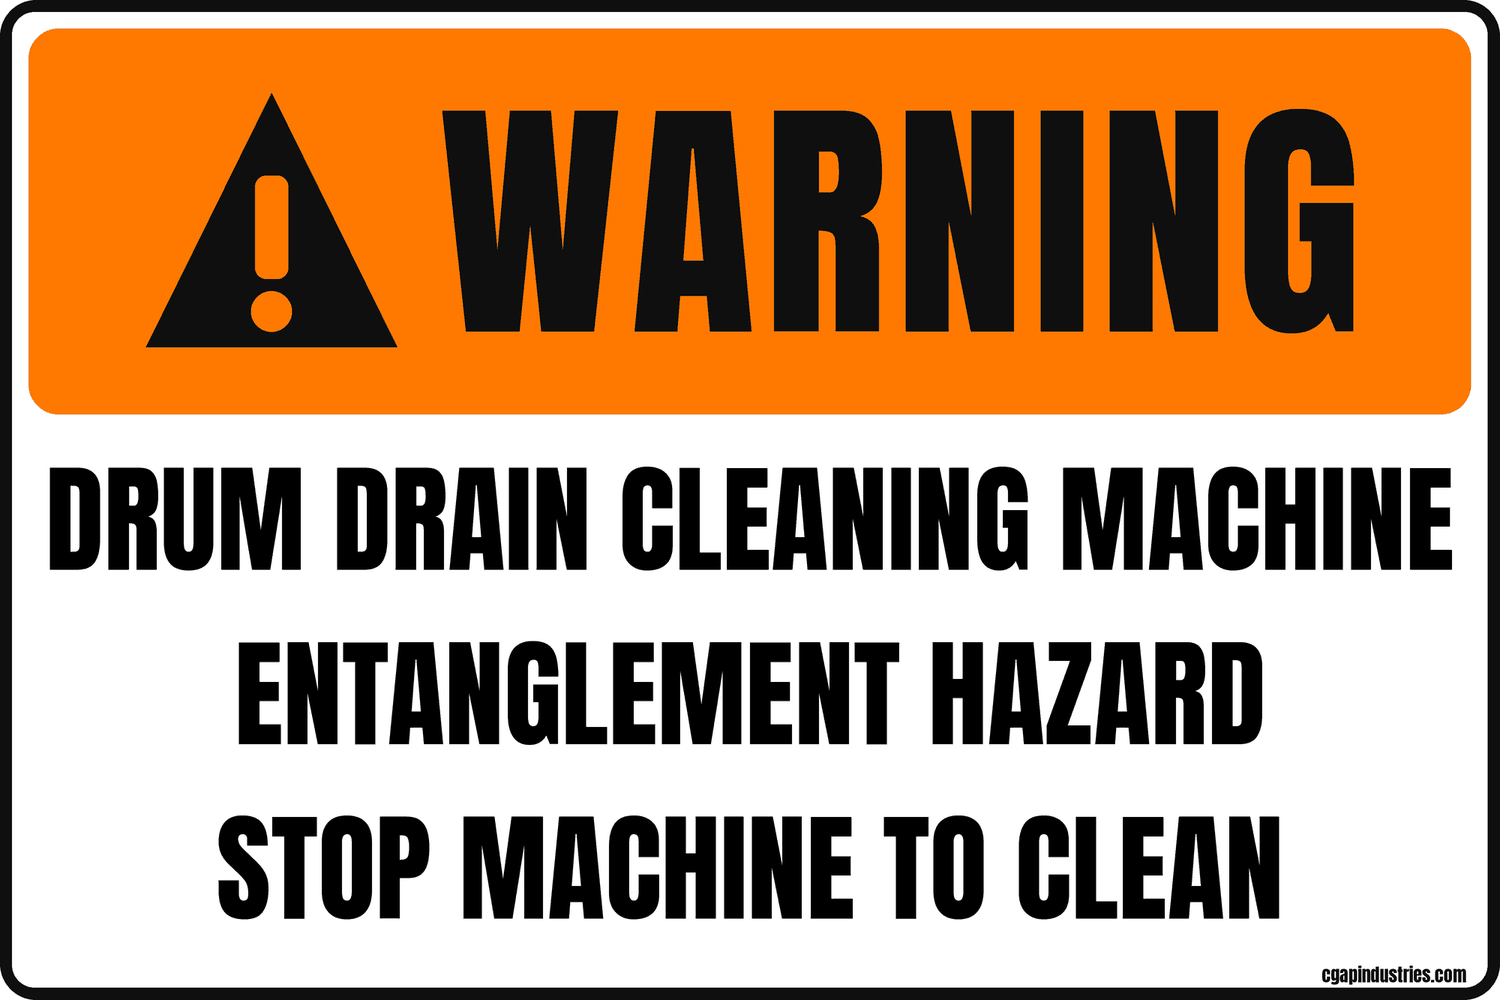 WARNING
DRUM DRAIN CLEANING MACHINE
ENTANGLEMENT HAZARD
STOP MACHINE TO CLEAN
cgapindustries.com